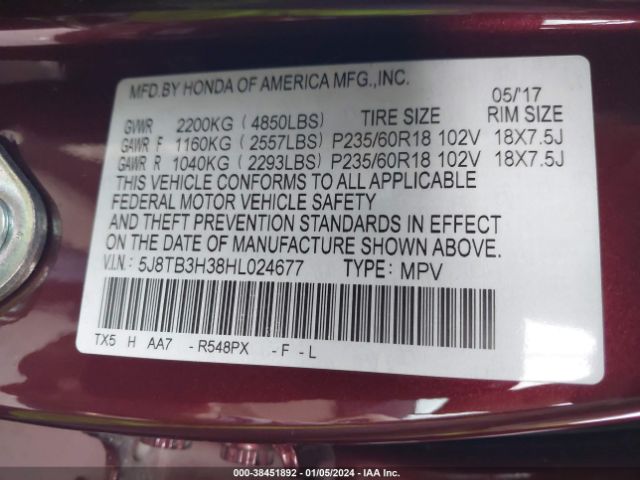 MFD.BY HONDA OF AMERICA MFG.,INC.
05/'17
GVWR 2200KG (4850LBS) TIRE SIZE RIM SIZE
GAWR F 1160KG (2557LBS) P235/60R18 102V 18X7.5J
GAWR R 1040KG (2293LBS) P235/60R18 102V 18X7.5J
THIS VEHICLE CONFORMS TO ALL APPLICABLE
FEDERAL MOTOR VEHICLE SAFETY
AND THEFT PREVENTION STANDARDS IN EFFECT
ON THE DATE OF MANUFACTURE SHOWN ABOVE.
V.I.N.: 5J8TB3H38HL024677 TYPE: MPV
TX5 H AA7 -R548PX -F -L
000-38451892 - 01/05/2024 - IAA Inc.